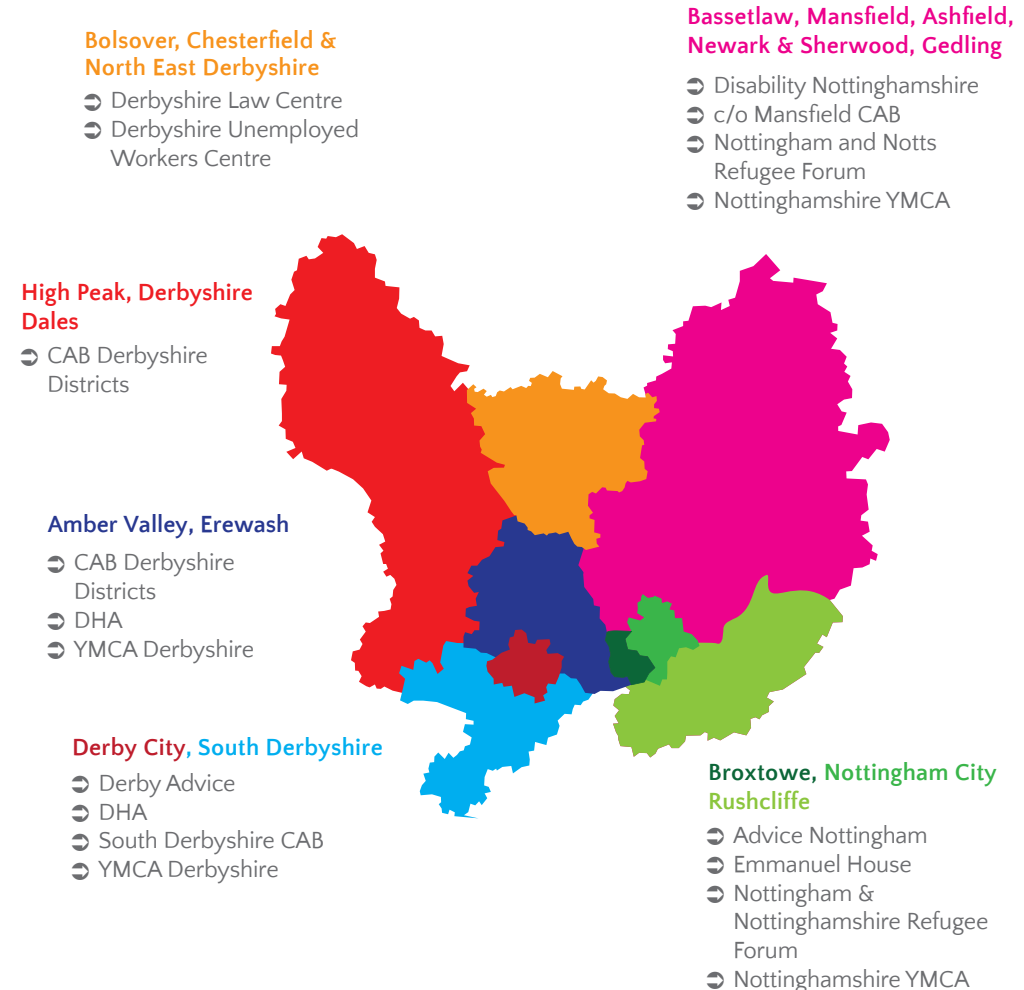 Bolsover, Chesterfield &
North East Derbyshire
➲ Derbyshire Law Centre
➲ Derbyshire Unemployed
Workers Centre
Bassetlaw, Mansfield, Ashfield,
Newark & Sherwood, Gedling
➲ Disability Nottinghamshire
➲ c/o Mansfield CAB
➲ Nottingham and Notts
Refugee Forum
➲ Nottinghamshire YMCA
High Peak, Derbyshire
Dales
➲ CAB Derbyshire
Districts
Amber Valley, Erewash
➲ CAB Derbyshire
Districts
➲ DHA
➲ YMCA Derbyshire
Derby City, South Derbyshire
➲ Derby Advice
➲ DHA
➲ South Derbyshire CAB
➲ YMCA Derbyshire
Broxtowe, Nottingham City
Rushcliffe
➲ Advice Nottingham
➲ Emmanuel House
➲ Nottingham &
Nottinghamshire Refugee
Forum
➲ Nottinghamshire YMCA